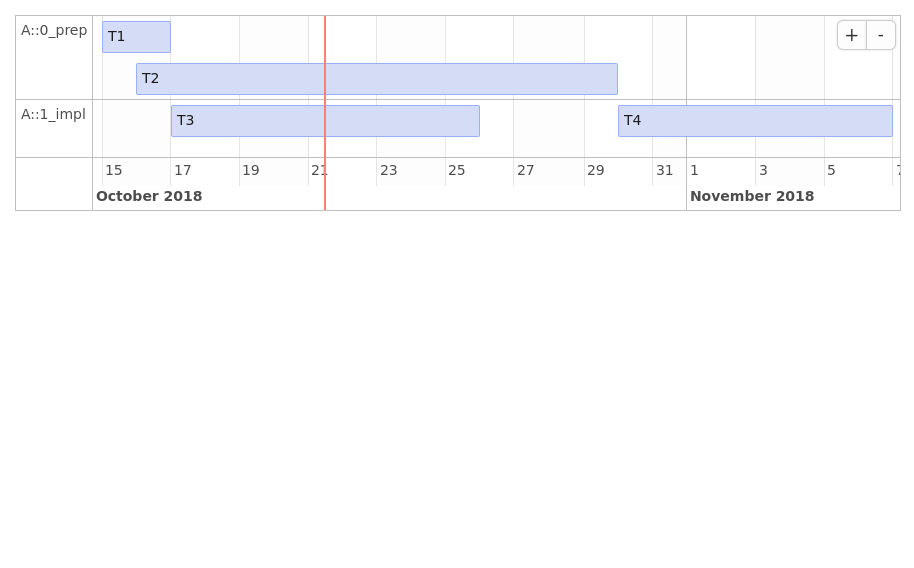 A::0_prep
T1
+ -
T2
A::1_impl
T3
T4
15 17 19 21 23 25 27 29 31 1 3 5 7
October 2018 November 2018